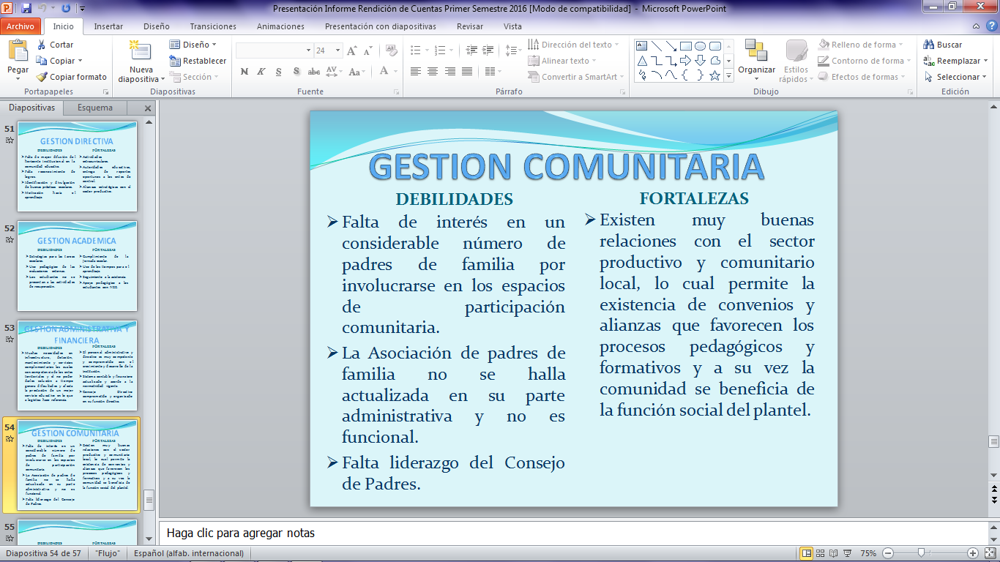 Presentación Informe Rendición de Cuentas Primer Semestre 2016 [Modo de compatibilidad] - Microsoft PowerPoint
Archivo Inicio Insertar Diseño Transiciones Animaciones Presentación con diapositivas Revisar Vista
Pegar
Cortar
Copiar
Copiar formato
Portapapeles
Nueva
diapositiva
Diseño
Restablecer
Sección
Diapositivas
24
N K S S abc AV Aa A
Fuente
Dirección del texto
Alinear texto
Convertir a SmartArt
Párrafo
Organizar
Estilos
rápidos
Relleno de forma
Contorno de forma
Efectos de formas
Dibujo
Buscar
Reemplazar
Seleccionar
Edición
Diapositivas Esquema
51
GESTION DIRECTIVA
DEBILIDADES FORTALEZAS
52
GESTION ACADEMICA
DEBILIDADES FORTALEZAS
53
GESTION ADMINISTRATIVA Y
FINANCIERA
DEBILIDADES FORTALEZAS
54
GESTION COMUNITARIA
DEBILIDADES FORTALEZAS
55
DEBILIDADES FORTALEZAS
GESTION COMUNITARIA
DEBILIDADES
Falta de interés en un
considerable número de
padres de familia por
involucrarse en los espacios
de participación
comunitaria.
La Asociación de padres de
familia no se halla
actualizada en su parte
administrativa y no es
funcional.
Falta liderazgo del Consejo
de Padres.
FORTALEZAS
Existen muy buenas
relaciones con el sector
productivo y comunitario
local, lo cual permite la
existencia de convenios y
alianzas que favorecen los
procesos pedagógicos y
formativos y a su vez la
comunidad se beneficia de
la función social del plantel.
Haga clic para agregar notas
Diapositiva 54 de 57 "Flujo" Español (alfab. internacional) 75%